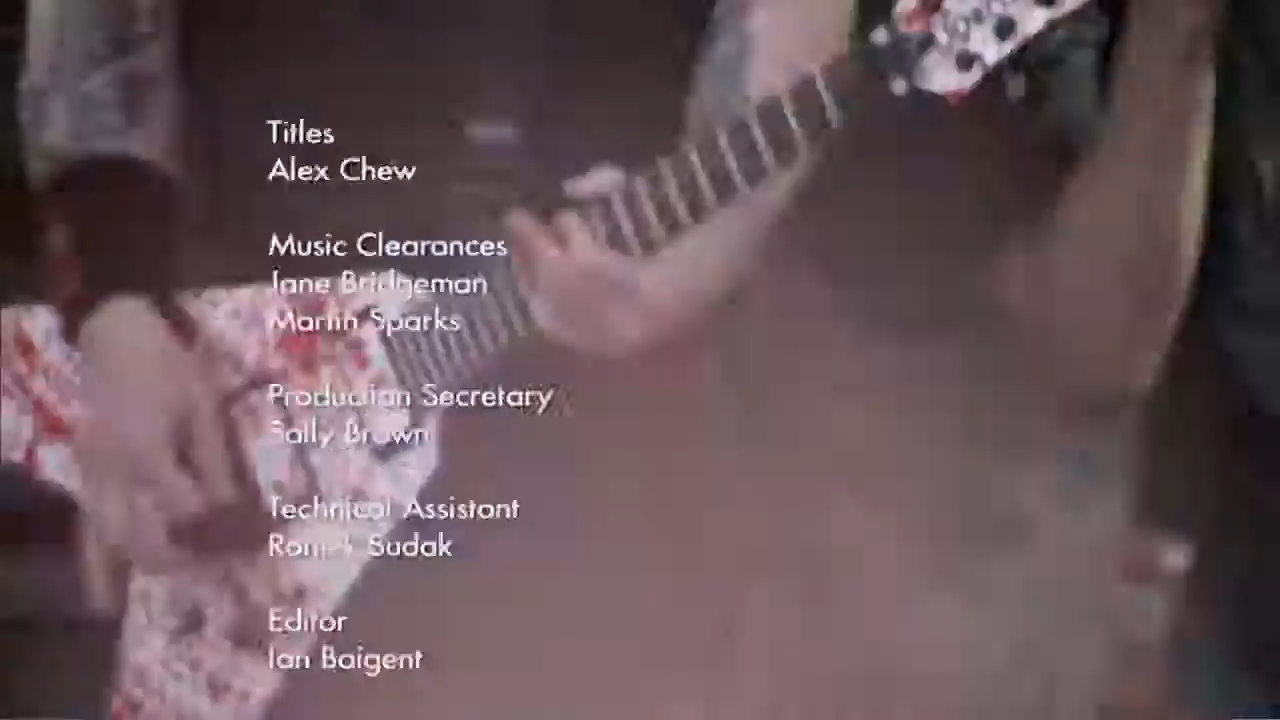 Titles
Alex Chew
Music Clearances
Jane Bridgeman
Martin Sparks
Production Secretary
Sally Brown
Technical Assistant
Sudak
Editor
Ian Baigent